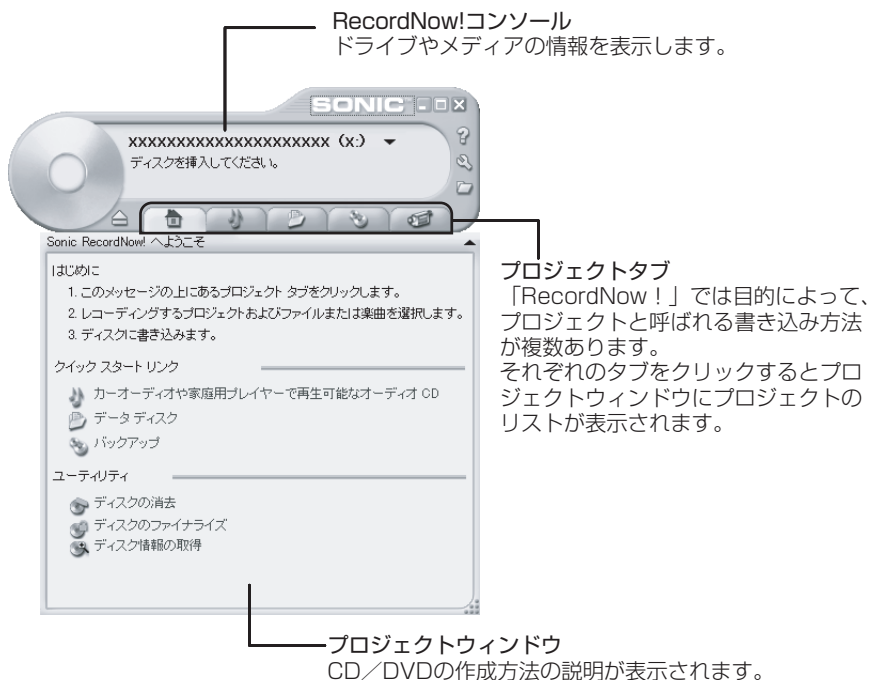 RecordNow!コンソール
ドライブやメディアの情報を表示します。
SONIC
xxxxxxxxxxxxxxxxxxxxx (x:)
ディスクを挿入してください。
Sonic RecordNow! へようこそ
はじめに
1. このメッセージの上にあるプロジェクト タブをクリックします。
2. レコーディングするプロジェクトおよびファイルまたは楽曲を選択します。
3. ディスクに書き込みます。
クイック スタート リンク
カーオーディオや家庭用プレイヤーで再生可能なオーディオ CD
データ ディスク
バックアップ
ユーティリティ
ディスクの消去
ディスクのファイナライズ
ディスク情報の取得
プロジェクトタブ
「RecordNow！」では目的によって、
プロジェクトと呼ばれる書き込み方法
が複数あります。
それぞれのタブをクリックするとプロ
ジェクトウィンドウにプロジェクトの
リストが表示されます。
プロジェクトウィンドウ
CD／DVDの作成方法の説明が表示されます。